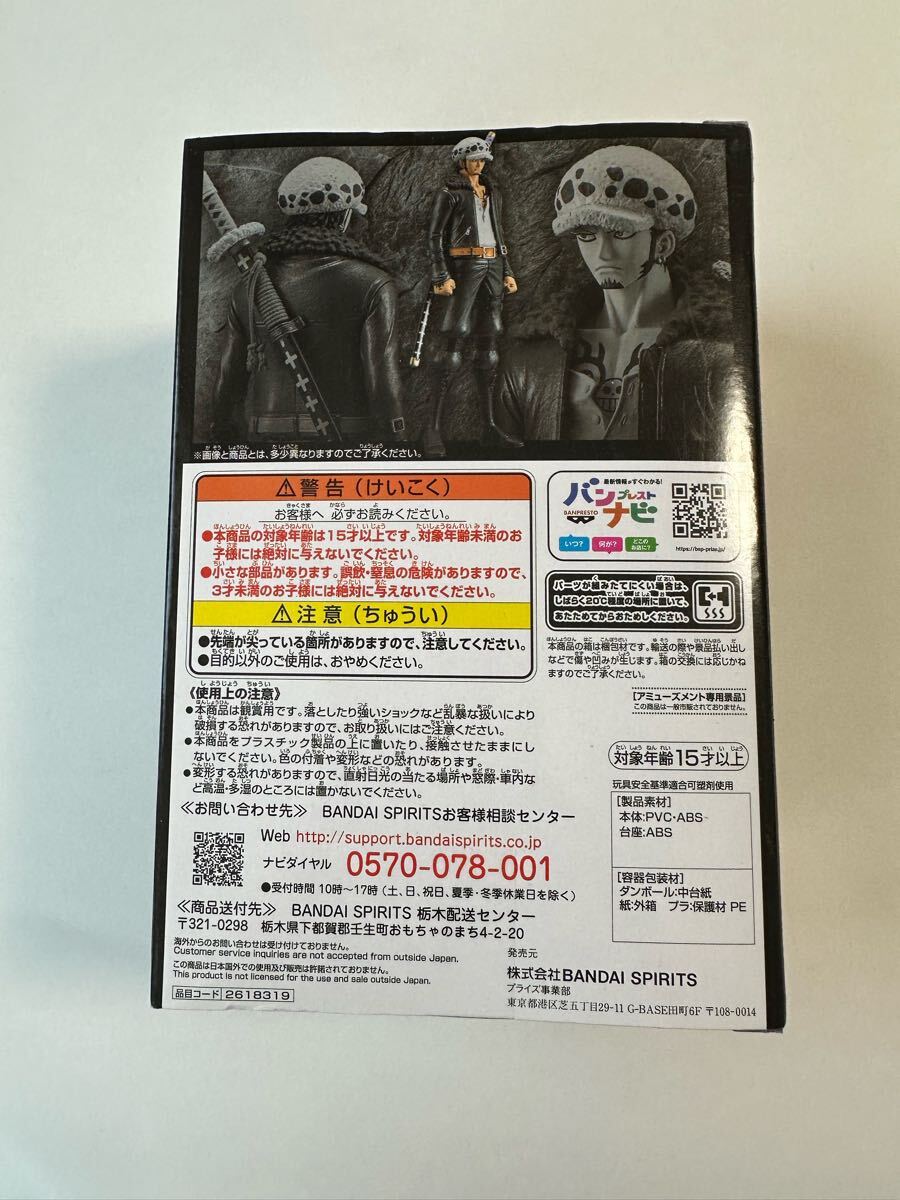 ※画像と商品とは、多少異なりますのでご了承ください。
⚠警告（けいこく）
お客様へ 必ずお読みください。
●本商品の対象年齢は15才以上です。対象年齢未満のお
子様には絶対に与えないでください。
●小さな部品があります。誤飲・窒息の危険がありますので、
3才未満のお子様には絶対に与えないでください。
⚠注意（ちゅうい）
●先端が尖っている箇所がありますので、注意してください。
●目的以外のご使用は、おやめください。
最新情報がすぐわかる!
バンプレストナビ
BANPRESTO
いつ?
何が?
どこのお店に?
https://bsp-prize.jp/
パーツが組みたてにくい場合は、
しばらく20℃程度の場所に置いて、
あたためてからおためしください。
本商品の箱は梱包材です。輸送の際や景品払い出し
などで傷や凹みが生じます。箱の交換には応じかね
ますのでご了承ください。
[アミューズメント専用景品]
この商品は一般市販されておりません。
対象年齢15才以上
玩具安全基準適合可塑剤使用
[製品素材]
本体:PVC・ABS
台座:ABS
[容器包装材]
ダンボール:中台紙
紙:外箱 プラ:保護材 PE
《使用上の注意》
●本商品は観賞用です。落としたり強いショックなど乱暴な扱いにより
破損する恐れがありますので、お取り扱いにはご注意ください。
●本商品をプラスチック製品の上に置いたり、接触させたままにし
ないでください。色の付着や変形などの恐れがあります。
●変形する恐れがありますので、直射日光の当たる場所や窓際・車内な
ど高温・多湿のところには置かないでください。
≪お問い合わせ先≫ BANDAI SPIRITSお客様相談センター
Web http://support.bandaispirits.co.jp
ナビダイヤル 0570-078-001
●受付時間 10時〜17時（土、日、祝日、夏季・冬季休業日を除く）
≪商品送付先≫ BANDAI SPIRITS 栃木配送センター
〒321-0298 栃木県下都賀郡壬生町おもちゃのまち4-2-20
海外からのお問い合わせは受け付けておりません。
Customer service inquiries are not accepted from outside Japan.
この商品は日本国外での使用及び販売は許諾されておりません。
This product is not licensed for the use and sale outside Japan.
品目コード 2618319
発売元
株式会社BANDAI SPIRITS
プライズ事業部
東京都港区芝五丁目29-11 G-BASE田町6F 〒108-0014